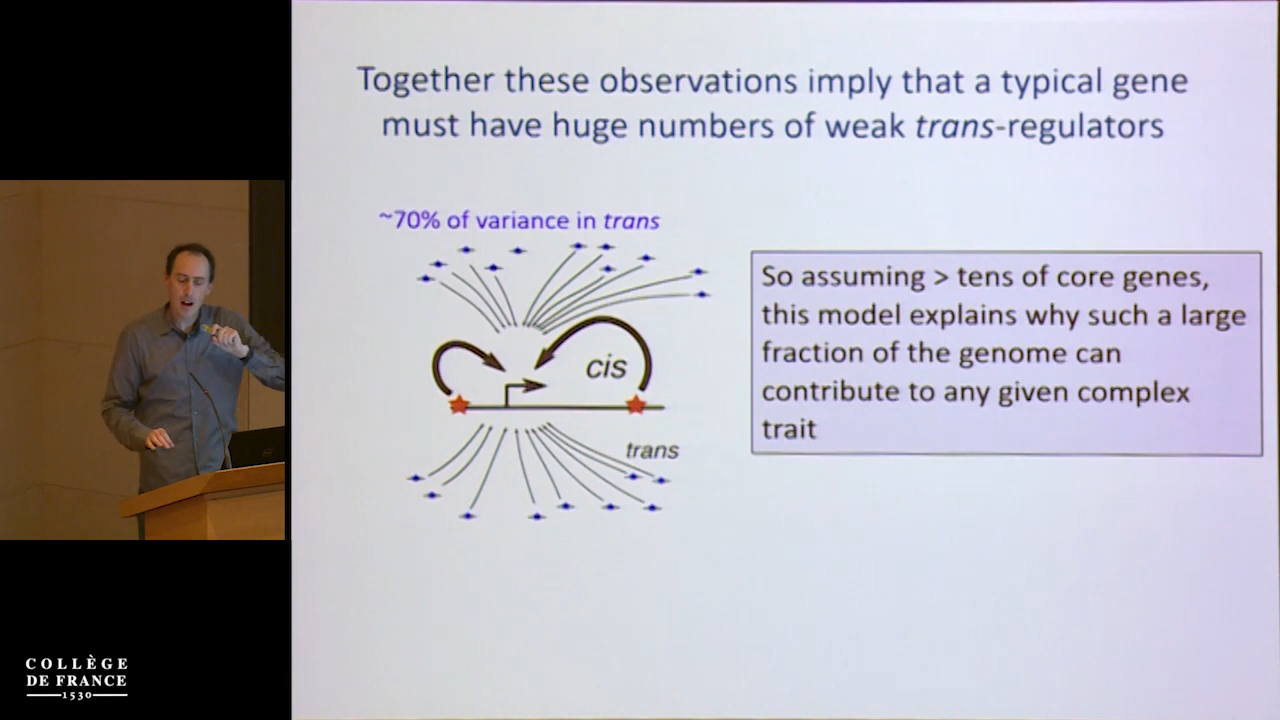 Together these observations imply that a typical gene
must have huge numbers of weak trans-regulators
~70% of variance in trans
cis
trans
So assuming > tens of core genes,
this model explains why such a large
fraction of the genome can
contribute to any given complex
trait
COLLÈGE
DE FRANCE
1530